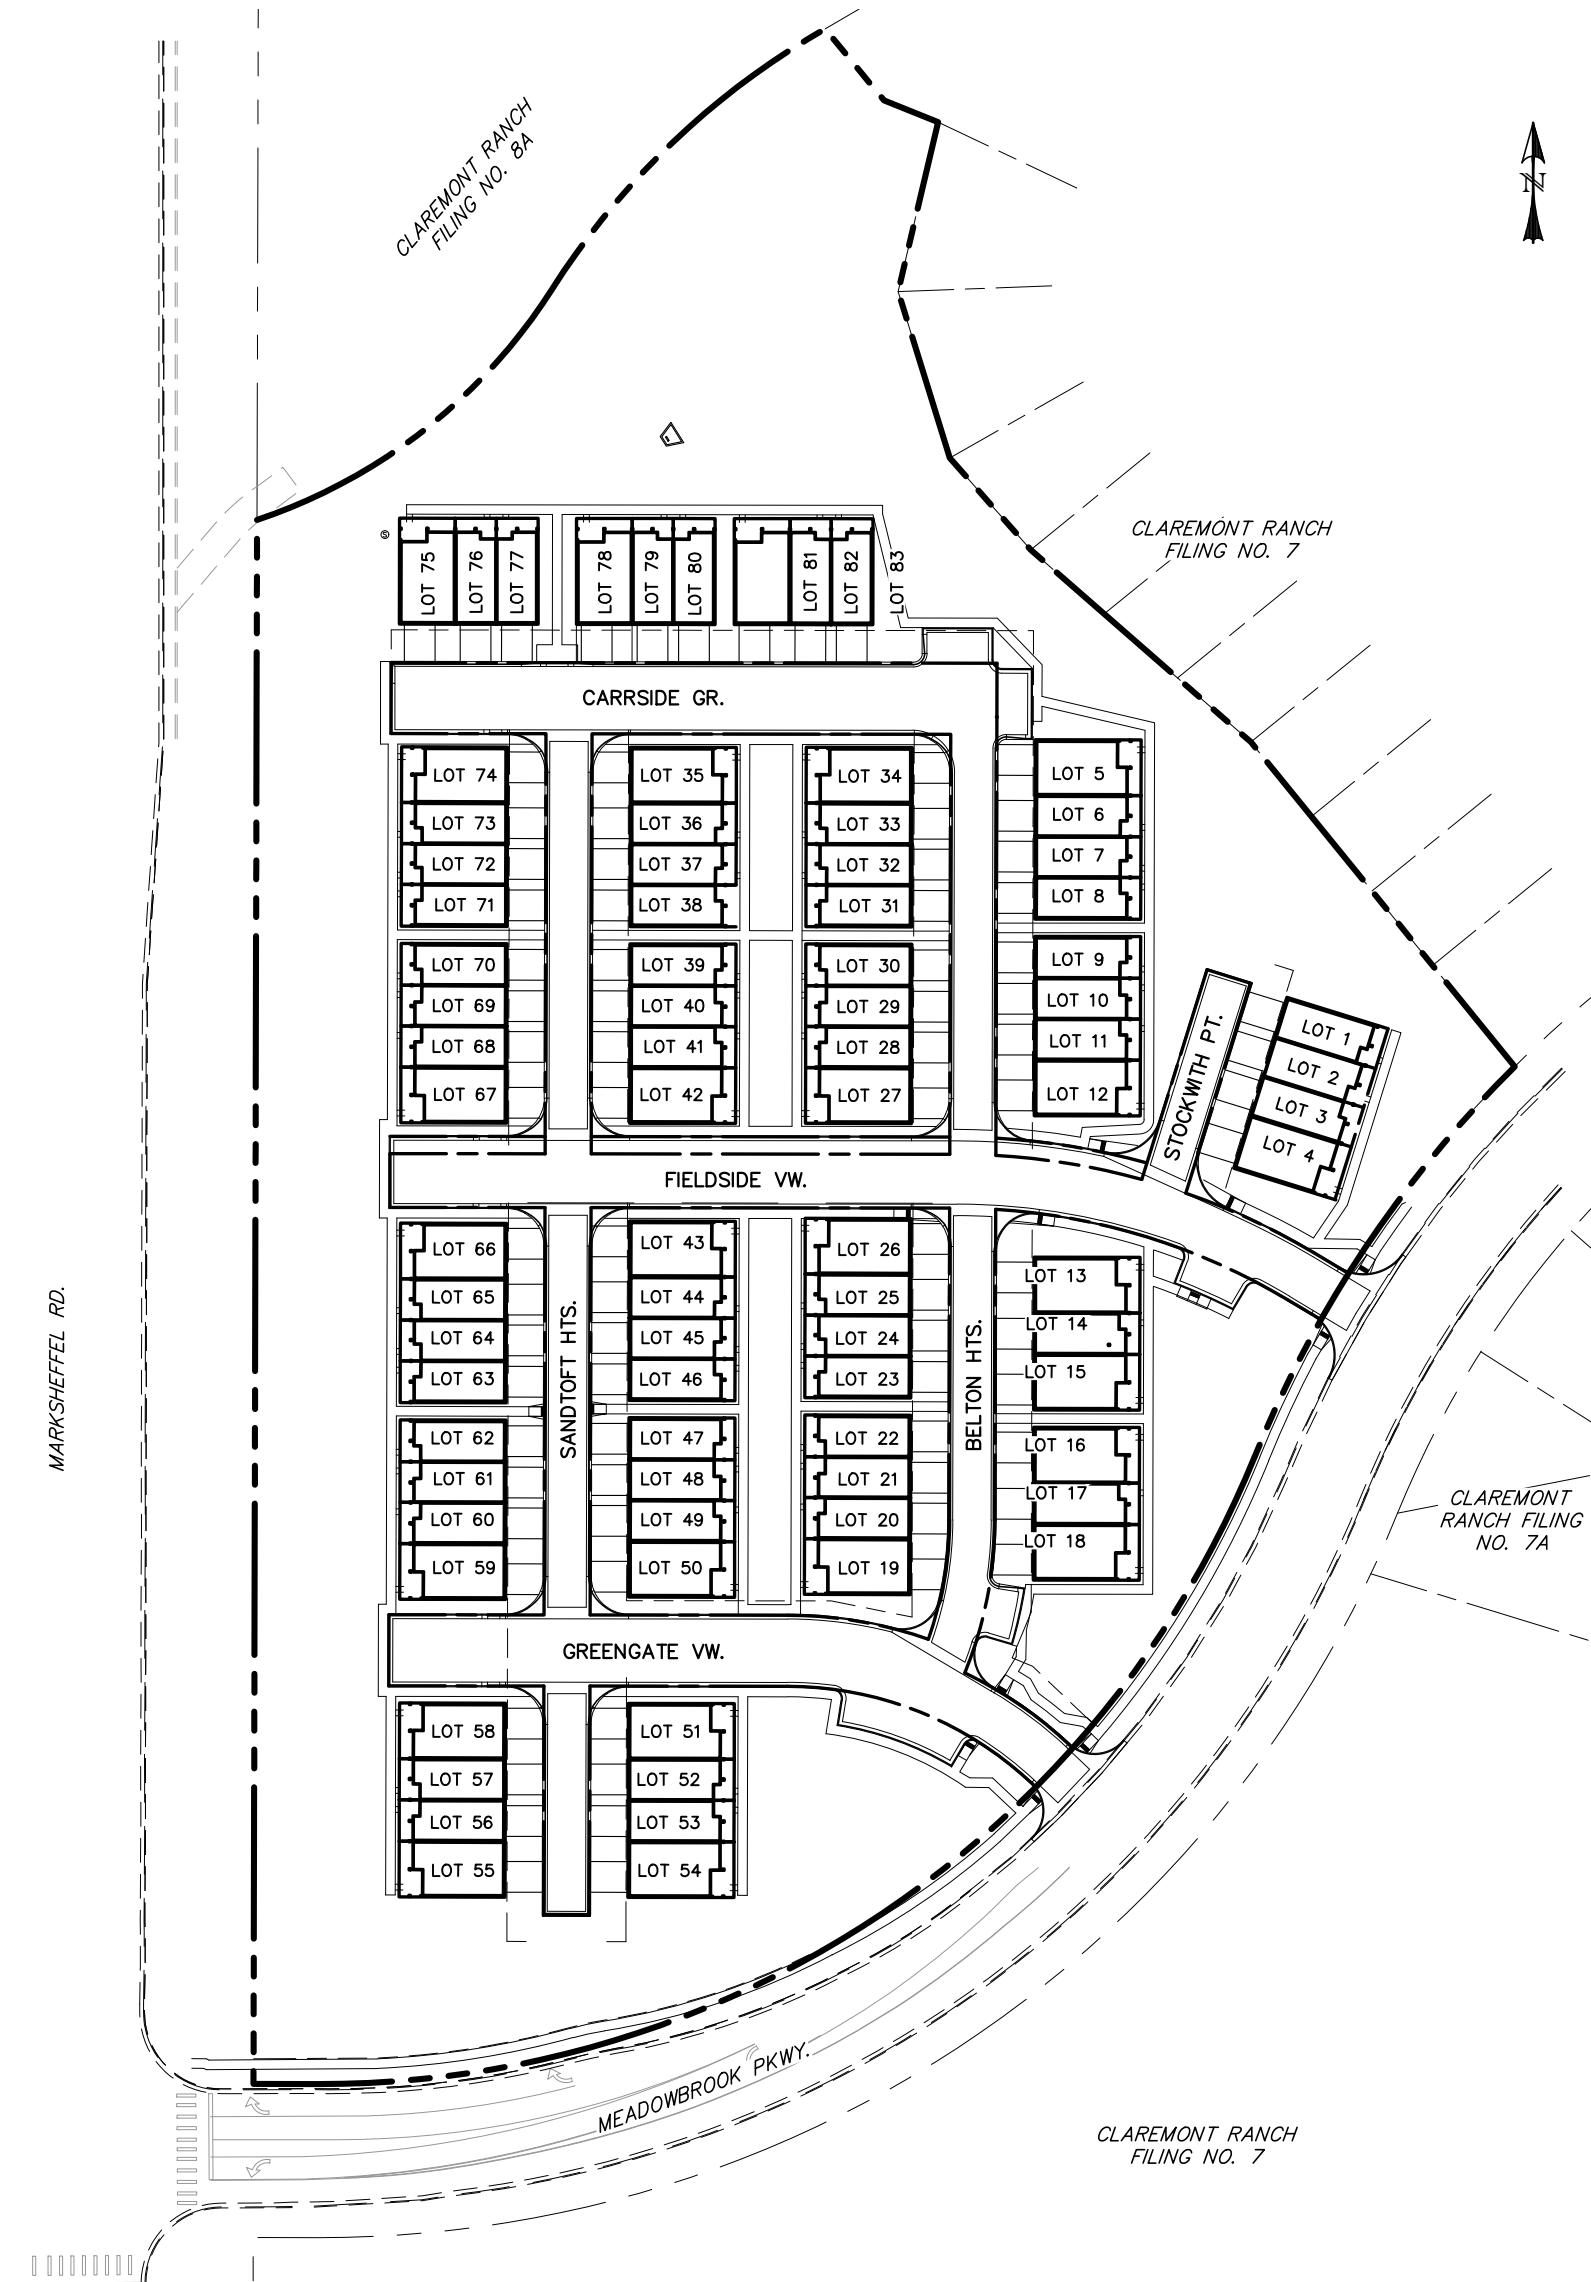 CLAREMONT RANCH
FILING NO. 8A
N
CLAREMONT RANCH
FILING NO. 7
LOT 75
LOT 76
LOT 77
LOT 78
LOT 79
LOT 80
LOT 81
LOT 82
LOT 83
S
CARRSIDE GR.
LOT 74
LOT 35
LOT 34
LOT 5
LOT 73
LOT 36
LOT 33
LOT 6
LOT 72
LOT 37
LOT 32
LOT 7
LOT 71
LOT 38
LOT 31
LOT 8
LOT 70
LOT 39
LOT 30
LOT 9
LOT 69
LOT 40
LOT 29
LOT 10
LOT 68
LOT 41
LOT 28
LOT 11
LOT 67
LOT 42
LOT 27
LOT 12
STOCKWITH PT.
LOT 1
LOT 2
LOT 3
LOT 4
FIELDSIDE VW.
LOT 66
LOT 43
LOT 26
LOT 13
LOT 65
LOT 44
LOT 25
LOT 14
LOT 64
LOT 45
LOT 24
LOT 15
LOT 63
LOT 46
LOT 23
MARKSHEFFEL RD.
SANDTOFT HTS.
BELTON HTS.
LOT 62
LOT 47
LOT 22
LOT 16
LOT 61
LOT 48
LOT 21
LOT 17
LOT 60
LOT 49
LOT 20
LOT 18
LOT 59
LOT 50
LOT 19
CLAREMONT
RANCH FILING
NO. 7A
GREENGATE VW.
LOT 58
LOT 51
LOT 57
LOT 52
LOT 56
LOT 53
LOT 55
LOT 54
MEADOWBROOK PKWY.
CLAREMONT RANCH
FILING NO. 7